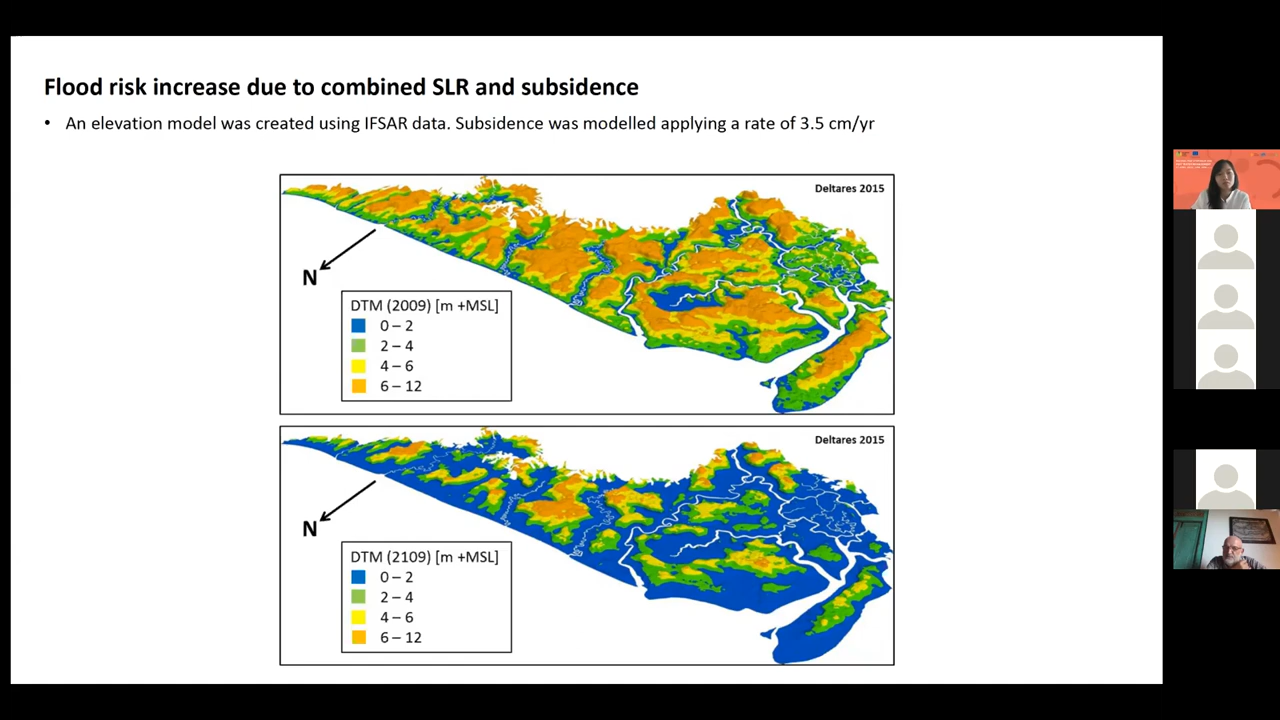 Flood risk increase due to combined SLR and subsidence
• An elevation model was created using IFSAR data. Subsidence was modelled applying a rate of 3.5 cm/yr
Deltares 2015
N
DTM (2009) [m +MSL]
0 – 2
2 – 4
4 – 6
6 – 12
Deltares 2015
N
DTM (2109) [m +MSL]
0 – 2
2 – 4
4 – 6
6 – 12